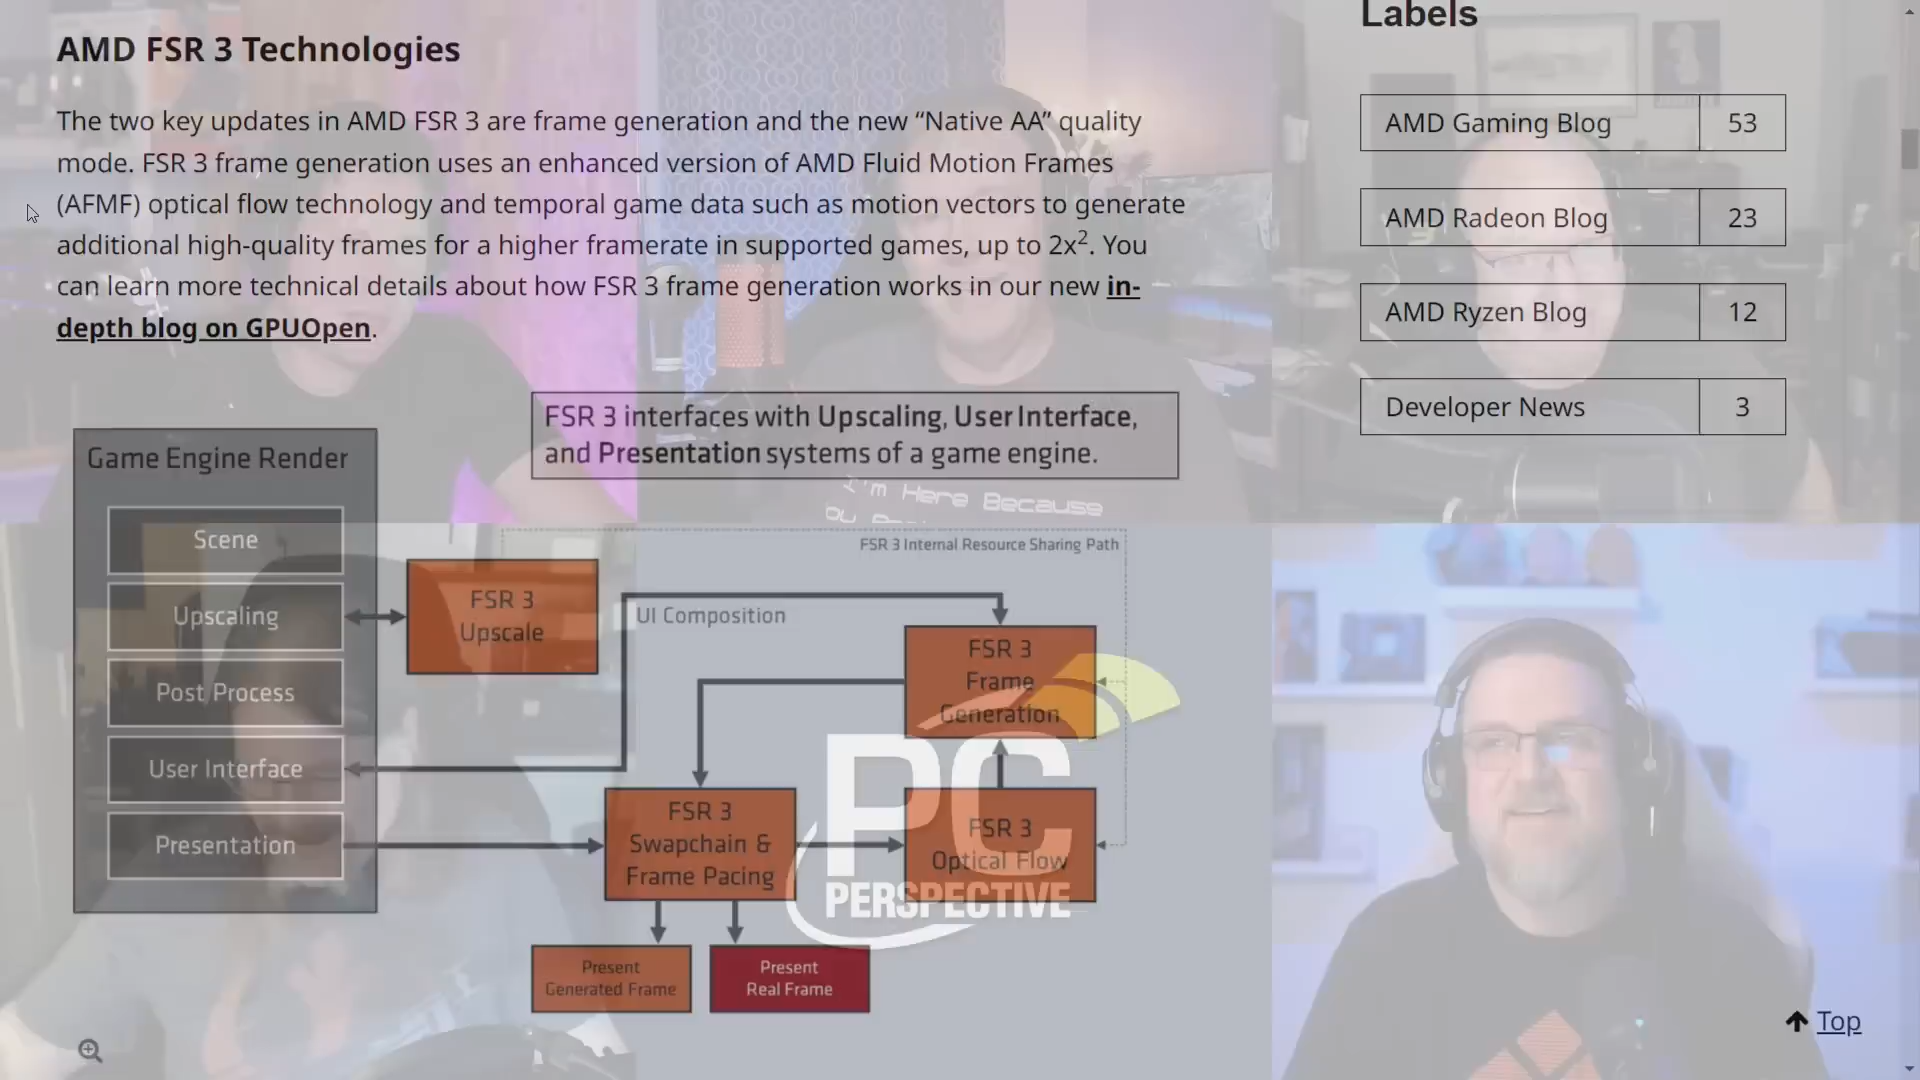 AMD FSR 3 Technologies
The two key updates in AMD FSR 3 are frame generation and the new “Native AA” quality
mode. FSR 3 frame generation uses an enhanced version of AMD Fluid Motion Frames
(AFMF) optical flow technology and temporal game data such as motion vectors to generate
additional high-quality frames for a higher framerate in supported games, up to 2x². You
can learn more technical details about how FSR 3 frame generation works in our new in-
depth blog on GPUOpen.
Labels
AMD Gaming Blog 53
AMD Radeon Blog 23
AMD Ryzen Blog 12
Developer News 3
FSR 3 interfaces with Upscaling, User Interface,
and Presentation systems of a game engine.
I'm Here Because
Game Engine Render
Scene
Upscaling
Post Process
User Interface
Presentation
FSR 3
Upscale
UI Composition
FSR 3 Internal Resource Sharing Path
FSR 3
Frame
Generation
FSR 3
Swapchain &
Frame Pacing
FSR 3
Optical Flow
Present
Generated Frame
Present
Real Frame
PC
PERSPECTIVE
Top